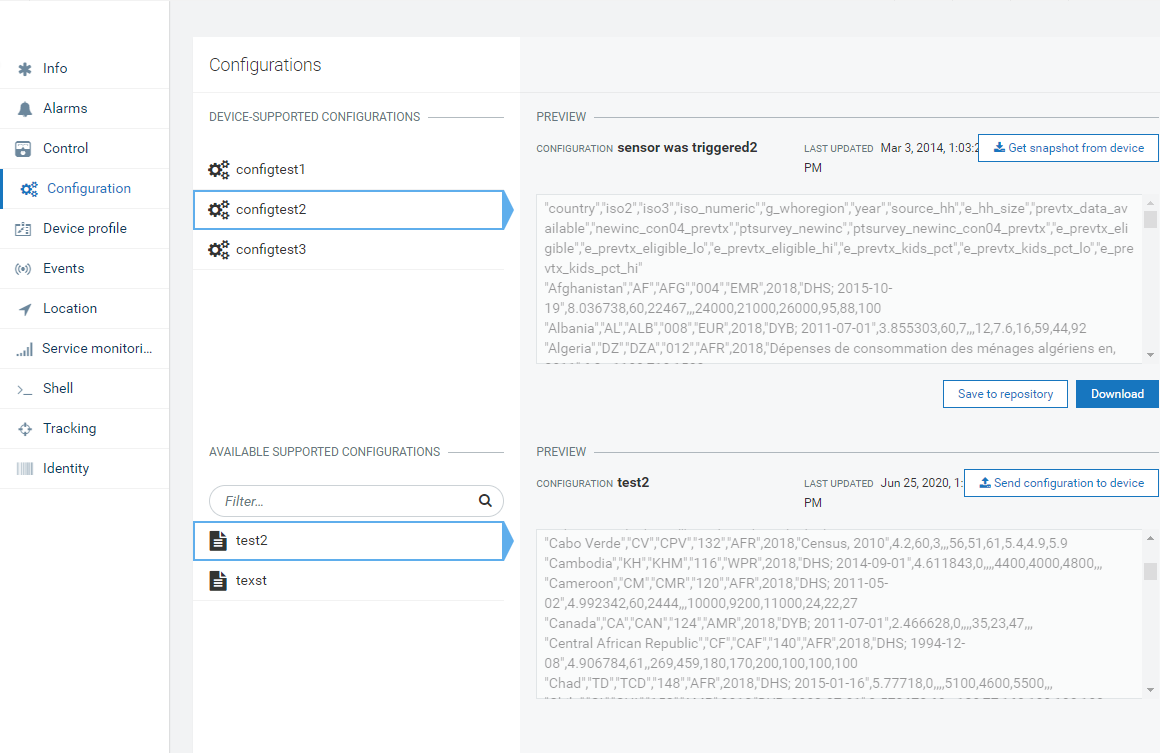 Info
Alarms
Control
Configuration
Device profile
Events
Location
Service monitori...
Shell
Tracking
Identity
Configurations
DEVICE-SUPPORTED CONFIGURATIONS
configtest1
configtest2
configtest3
AVAILABLE SUPPORTED CONFIGURATIONS
Filter...
test2
texst
PREVIEW
CONFIGURATION sensor was triggered2
LAST UPDATED Mar 3, 2014, 1:03:2
PM
Get snapshot from device
"country","iso2","iso3","iso_numeric","g_whoregion","year","source_hh","e_hh_size","prevtx_data_av
ailable","newinc_con04_prevtx","ptsurvey_newinc","ptsurvey_newinc_con04_prevtx","e_prevtx_eli
gible","e_prevtx_eligible_lo","e_prevtx_eligible_hi","e_prevtx_kids_pct","e_prevtx_kids_pct_lo","e_pre
vtx_kids_pct_hi"
"Afghanistan","AF","AFG","004","EMR",2018,"DHS; 2015-10-
19",8.036738,60,22467,,,24000,21000,26000,95,88,100
"Albania","AL","ALB","008","EUR",2018,"DYB; 2011-07-01",3.855303,60,7,,,12,7.6,16,59,44,92
"Algeria","DZ","DZA","012","AFR",2018,"Dépenses de consommation des ménages algériens en,
Save to repository
Download
PREVIEW
CONFIGURATION test2
LAST UPDATED Jun 25, 2020, 1:
PM
Send configuration to device
"Cabo Verde","CV","CPV","132","AFR",2018,"Census, 2010",4.2,60,3,,,56,51,61,5.4,4.9,5.9
"Cambodia","KH","KHM","116","WPR",2018,"DHS; 2014-09-01",4.611843,0,,,,4400,4000,4800,,,
"Cameroon","CM","CMR","120","AFR",2018,"DHS; 2011-05-
02",4.992342,60,2444,,,10000,9200,11000,24,22,27
"Canada","CA","CAN","124","AMR",2018,"DYB; 2011-07-01",2.466628,0,,,,35,23,47,,,
"Central African Republic","CF","CAF","140","AFR",2018,"DHS; 1994-12-
08",4.906784,61,,269,459,180,170,200,100,100,100
"Chad","TD","TCD","148","AFR",2018,"DHS; 2015-01-16",5.77718,0,,,,5100,4600,5500,,,